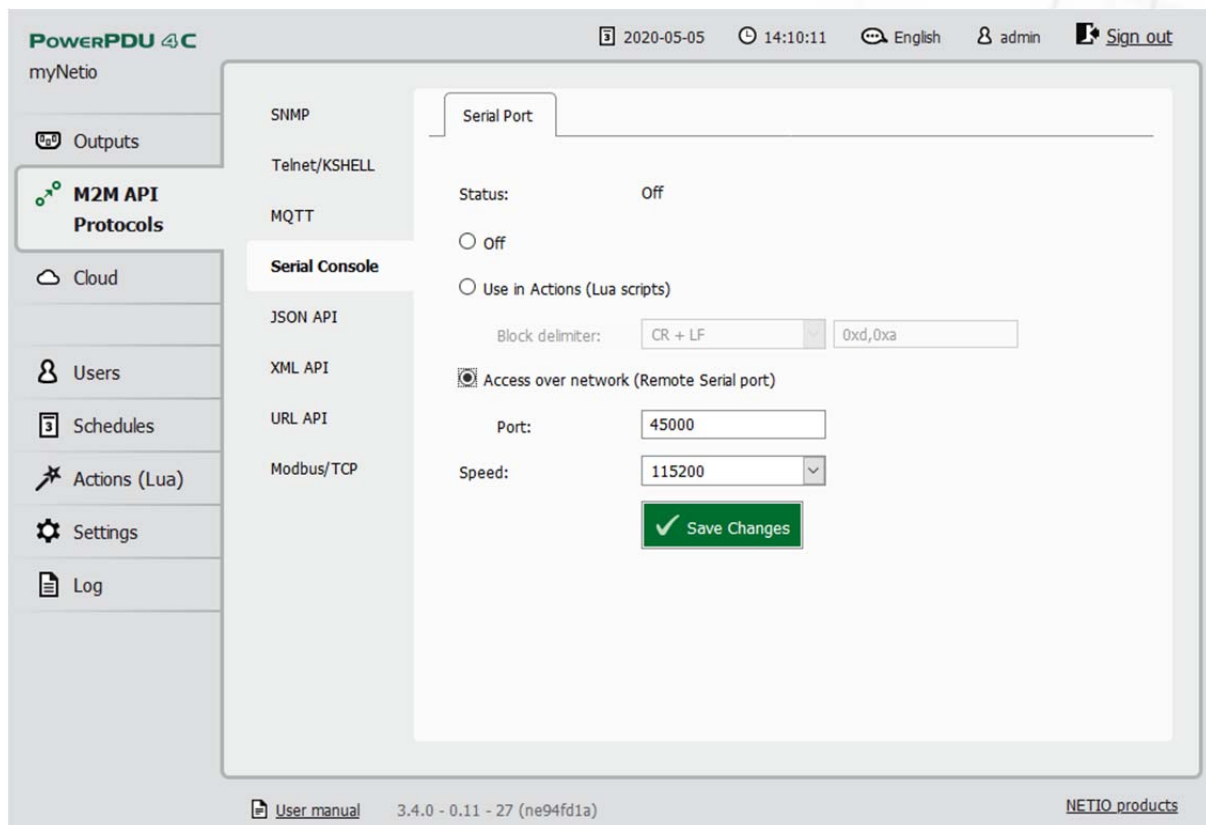 PowerPDU 4C
myNetio
2020-05-05 14:10:11 English admin Sign out
Outputs
M2M API
Protocols
Cloud
Users
Schedules
Actions (Lua)
Settings
Log
SNMP
Telnet/KSHELL
MQTT
Serial Console
JSON API
XML API
URL API
Modbus/TCP
Serial Port
Status: Off
Off
Use in Actions (Lua scripts)
Block delimiter: CR + LF 0xd,0xa
Access over network (Remote Serial port)
Port: 45000
Speed: 115200
Save Changes
User manual 3.4.0 - 0.11 - 27 (ne94fd1a) NETIO products